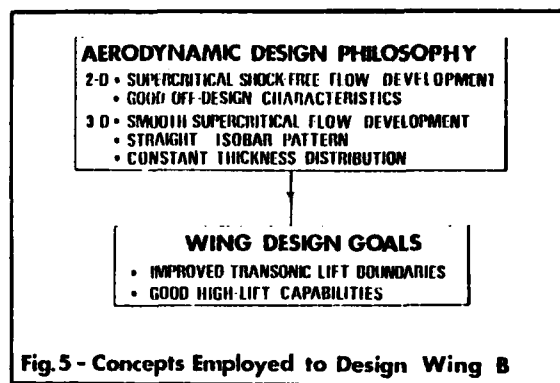 AERODYNAMIC DESIGN PHILOSOPHY
2-D • SUPERCRITICAL SHOCK-FREE FLOW DEVELOPMENT
• GOOD OFF-DESIGN CHARACTERISTICS
3 D • SMOOTH SUPERCRITICAL FLOW DEVELOPMENT
• STRAIGHT ISOBAR PATTERN
• CONSTANT THICKNESS DISTRIBUTION
WING DESIGN GOALS
• IMPROVED TRANSONIC LIFT BOUNDARIES
• GOOD HIGH-LIFT CAPABILITIES
Fig.5 - Concepts Employed to Design Wing B